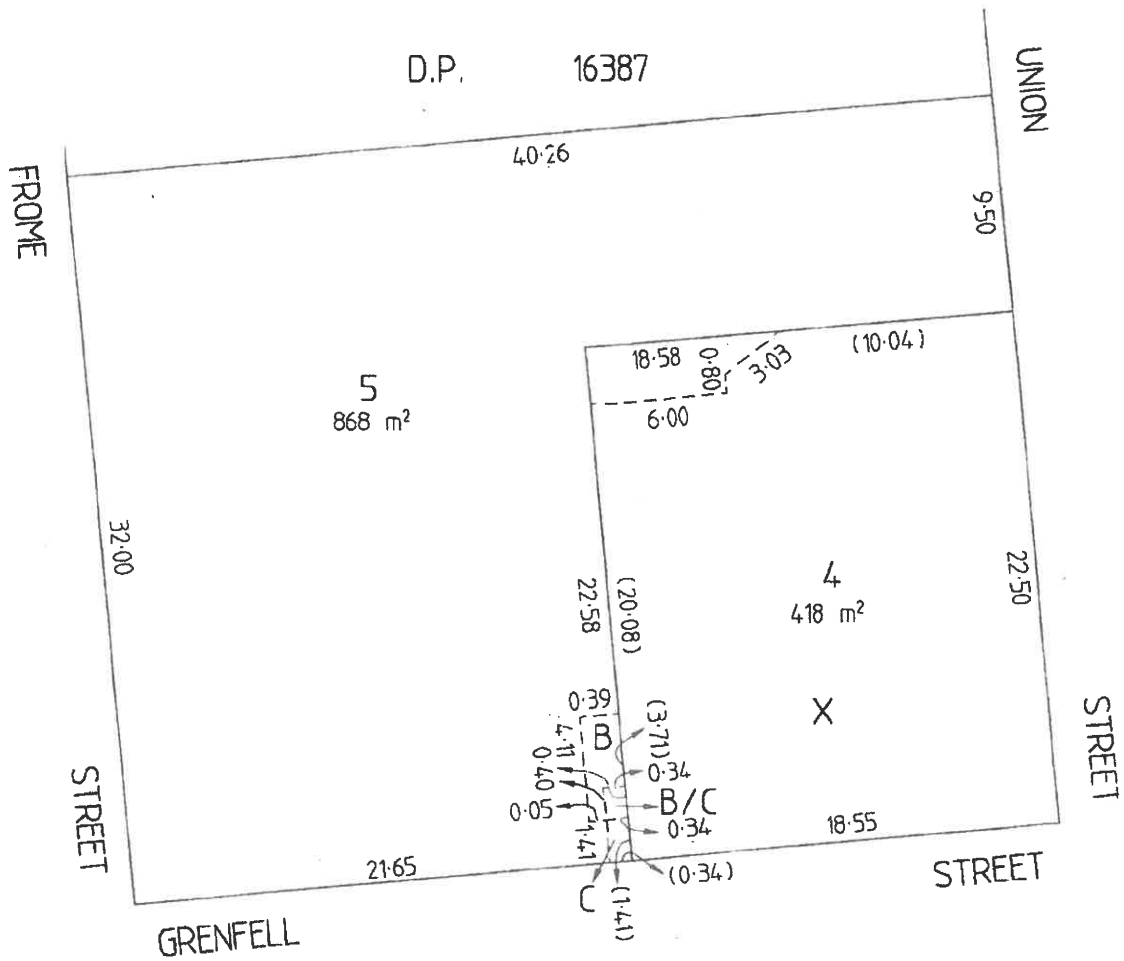 D.P. 16387
UNION
40·26
FROME
9·50
18·58
0·80
3·03
(10·04)
5
868 m²
6·00
32·00
22·58
(20·08)
4
418 m²
22·50
X
0·39
B
(3·71)
4·11
0·40
0·34
B/C
0·05
0·34
1·41
STREET
STREET
21·65
18·55
C
(1·41)
(0·34)
STREET
GRENFELL